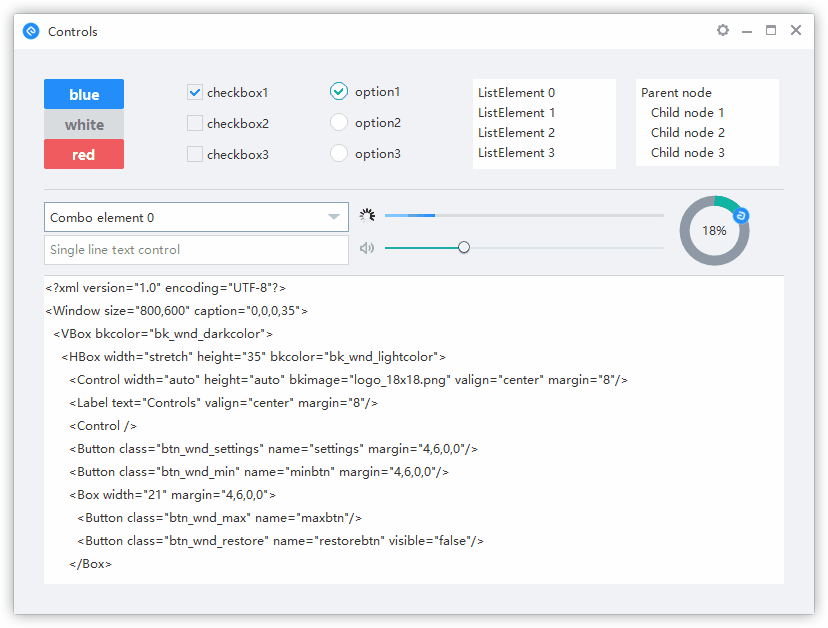 Controls
blue
white
red
checkbox1
checkbox2
checkbox3
option1
option2
option3
ListElement 0
ListElement 1
ListElement 2
ListElement 3
Parent node
Child node 1
Child node 2
Child node 3
Combo element 0
Single line text control
18%
<?xml version="1.0" encoding="UTF-8"?>
<Window size="800,600" caption="0,0,0,35">
<VBox bkcolor="bk_wnd_darkcolor">
<HBox width="stretch" height="35" bkcolor="bk_wnd_lightcolor">
<Control width="auto" height="auto" bkimage="logo_18x18.png" valign="center" margin="8"/>
<Label text="Controls" valign="center" margin="8"/>
<Control />
<Button class="btn_wnd_settings" name="settings" margin="4,6,0,0"/>
<Button class="btn_wnd_min" name="minbtn" margin="4,6,0,0"/>
<Box width="21" margin="4,6,0,0">
<Button class="btn_wnd_max" name="maxbtn"/>
<Button class="btn_wnd_restore" name="restorebtn" visible="false"/>
</Box>